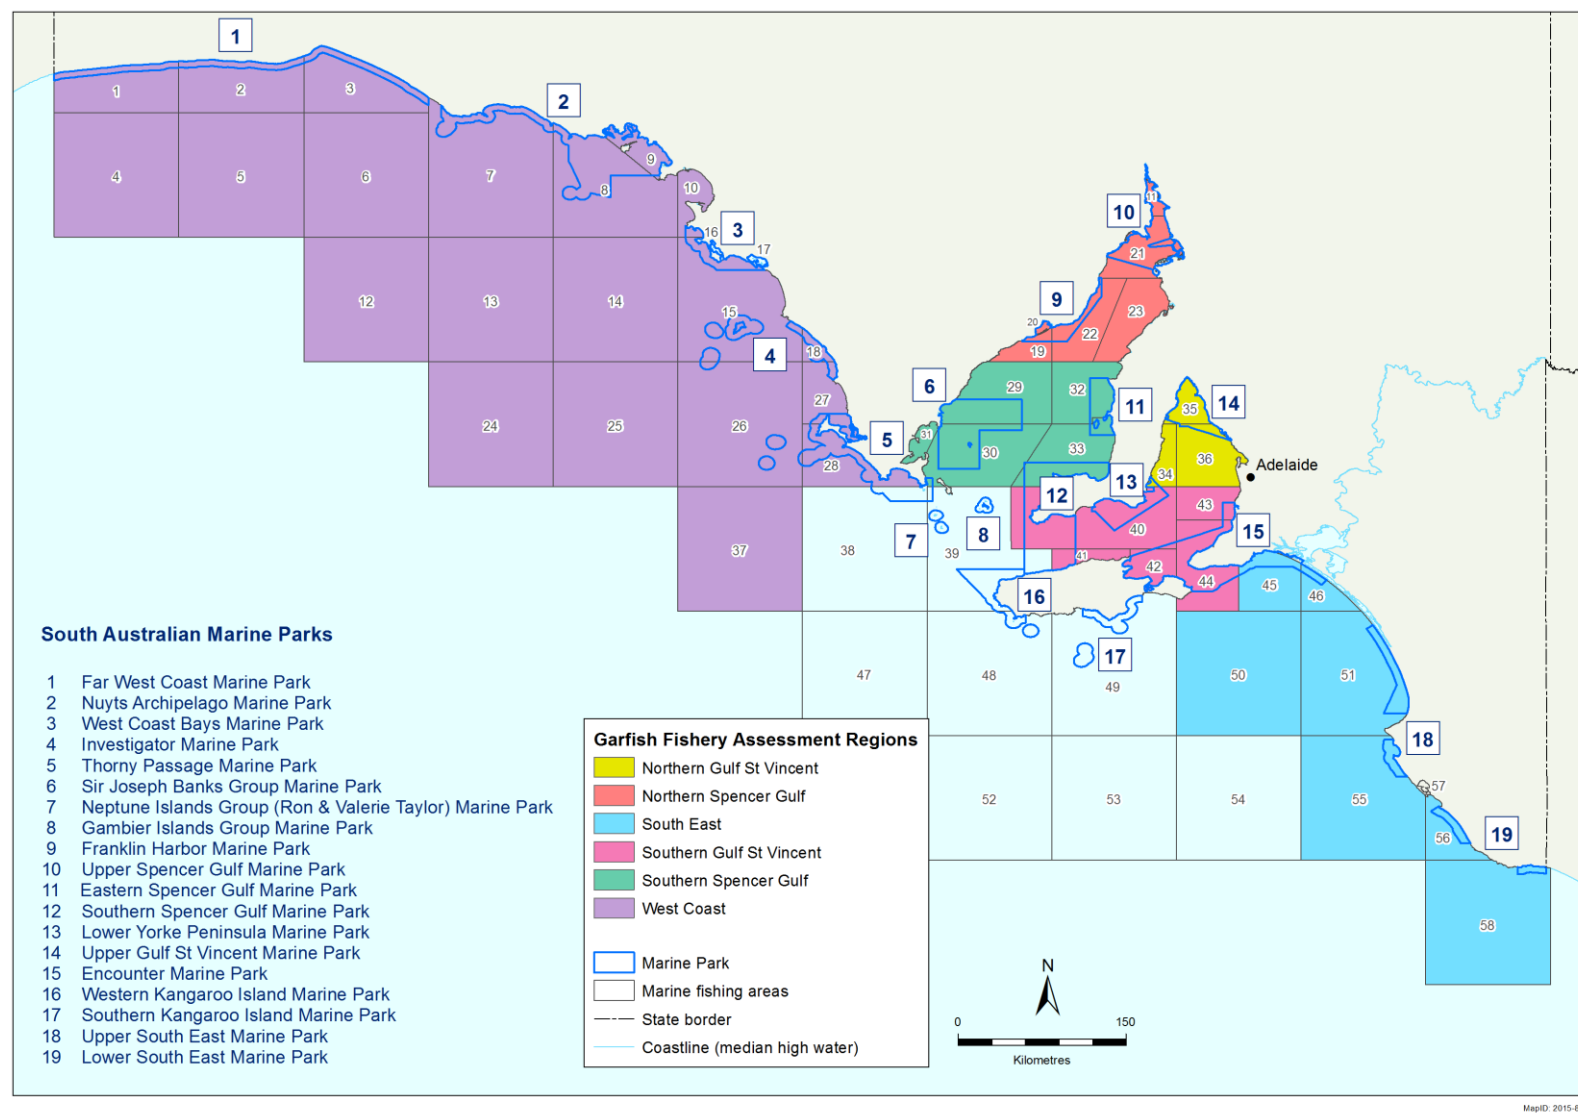 1
2
1
2
3
9
4
5
6
7
8
10
11
10
3
16
17
21
12
13
14
15
9
20
23
22
19
4
18
6
29
32
11
35
14
27
24
25
26
5
31
30
33
34
36
Adelaide
28
12
13
43
37
38
7
39
8
40
15
41
42
16
44
45
46
17
47
48
49
50
51
18
52
53
54
55
57
56
19
58
South Australian Marine Parks
1 Far West Coast Marine Park
2 Nuyts Archipelago Marine Park
3 West Coast Bays Marine Park
4 Investigator Marine Park
5 Thorny Passage Marine Park
6 Sir Joseph Banks Group Marine Park
7 Neptune Islands Group (Ron & Valerie Taylor) Marine Park
8 Gambier Islands Group Marine Park
9 Franklin Harbor Marine Park
10 Upper Spencer Gulf Marine Park
11 Eastern Spencer Gulf Marine Park
12 Southern Spencer Gulf Marine Park
13 Lower Yorke Peninsula Marine Park
14 Upper Gulf St Vincent Marine Park
15 Encounter Marine Park
16 Western Kangaroo Island Marine Park
17 Southern Kangaroo Island Marine Park
18 Upper South East Marine Park
19 Lower South East Marine Park
Garfish Fishery Assessment Regions
Northern Gulf St Vincent
Northern Spencer Gulf
South East
Southern Gulf St Vincent
Southern Spencer Gulf
West Coast
Marine Park
Marine fishing areas
State border
Coastline (median high water)
N
0 150
Kilometres